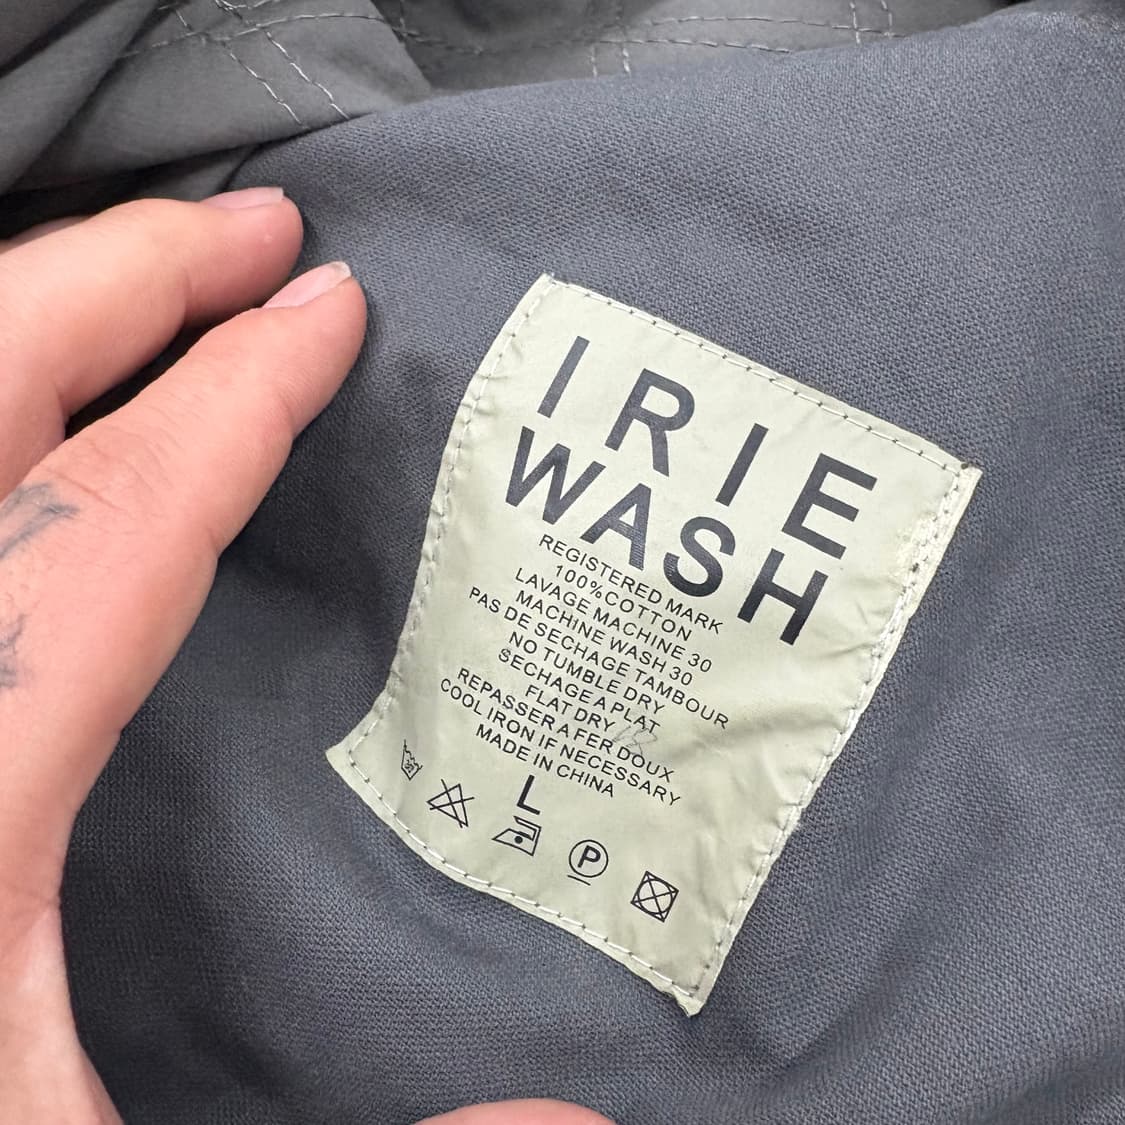 IRIE
WASH
REGISTERED MARK
100%COTTON
LAVAGE MACHINE 30
MACHINE WASH 30
PAS DE SECHAGE TAMBOUR
NO TUMBLE DRY
SECHAGE A PLAT
FLAT DRY
REPASSER A FER DOUX
COOL IRON IF NECESSARY
MADE IN CHINA
L
P